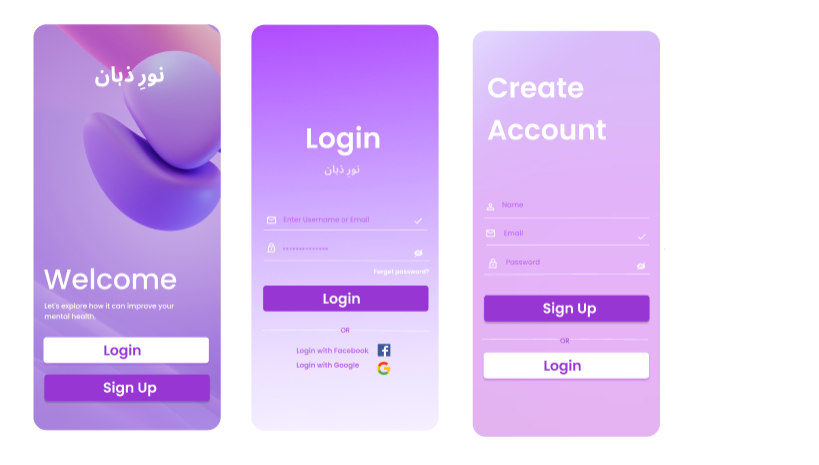 نورِ ذہان
Welcome
Let's explore how it can improve your
mental health.
Login
Sign Up
Login
نورِ ذہان
Enter Username or Email
Forget password?
Login
OR
Login with Facebook
Login with Google
Create
Account
Name
Email
Password
Sign Up
OR
Login